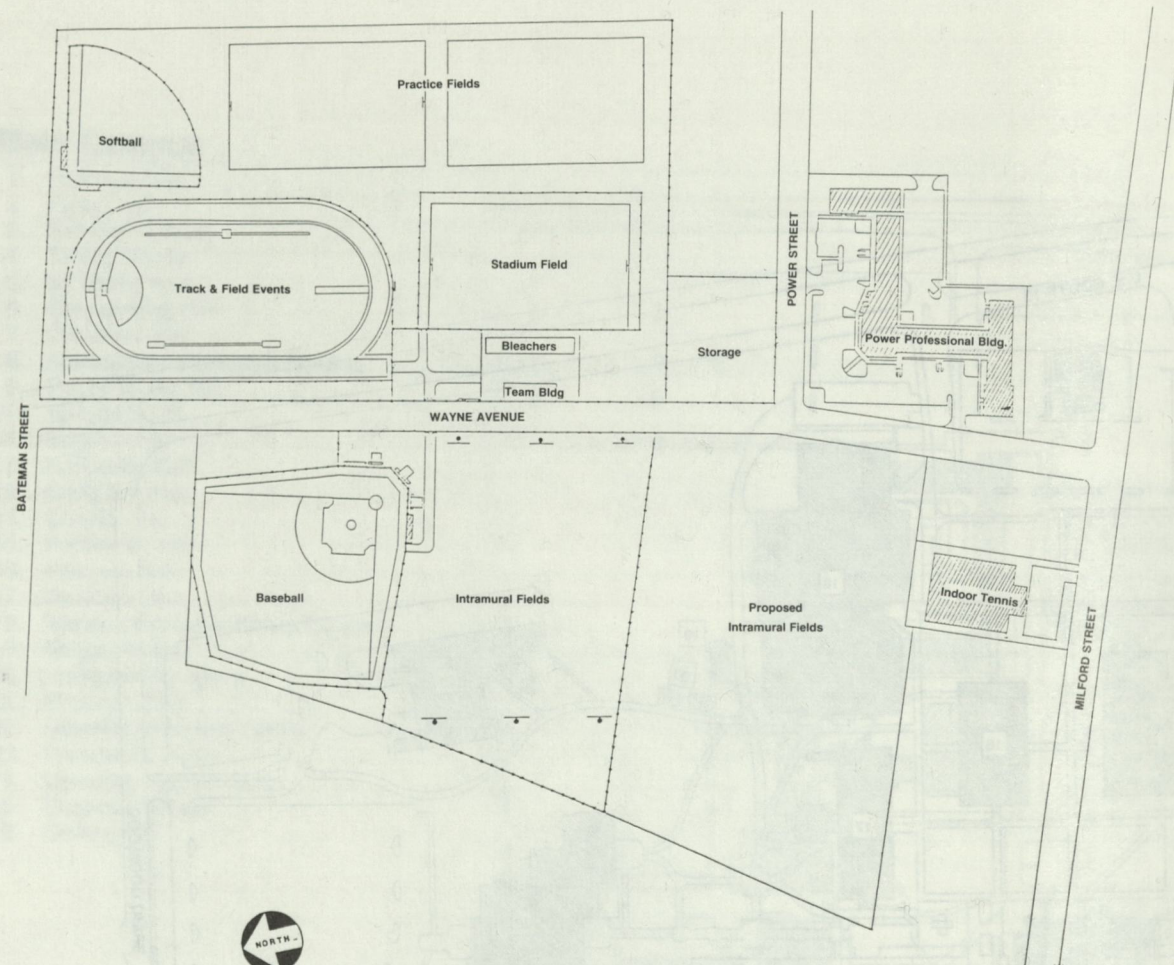 Practice Fields
Softball
Track & Field Events
Stadium Field
Bleachers
Team Bldg
Storage
POWER STREET
Power Professional Bldg.
WAYNE AVENUE
BATEMAN STREET
Baseball
Intramural Fields
Proposed
Intramural Fields
Indoor Tennis
MILFORD STREET
NORTH